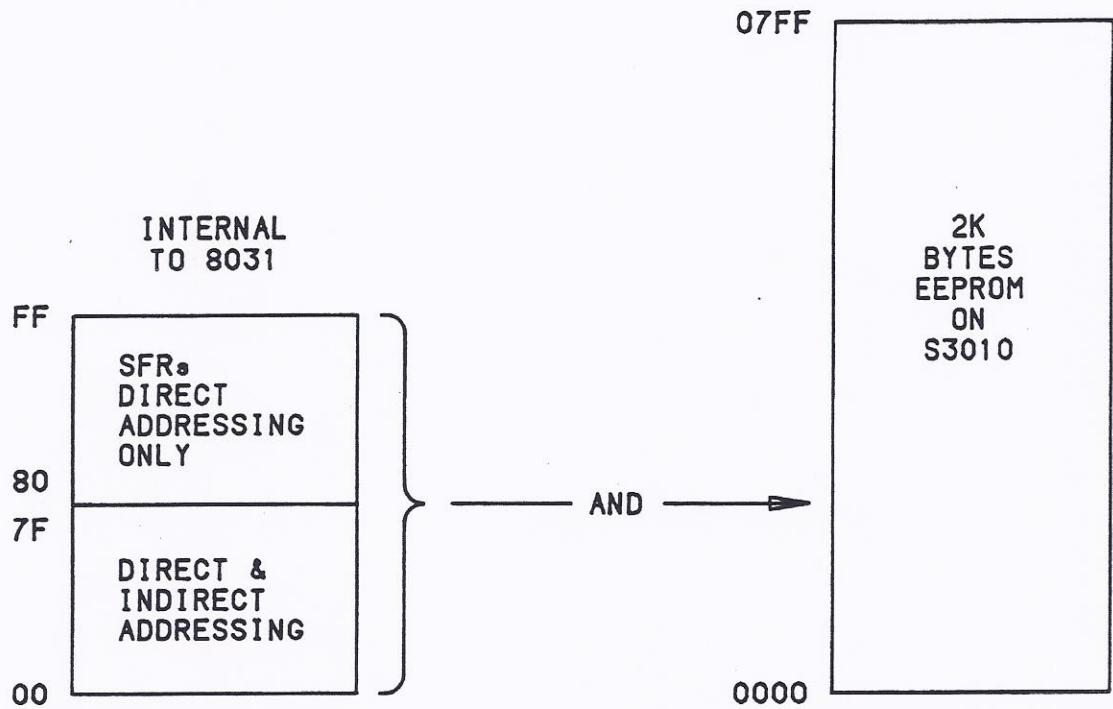 07FF
INTERNAL
TO 8031
FF
SFRs
DIRECT
ADDRESSING
ONLY
80
7F
DIRECT &
INDIRECT
ADDRESSING
00
AND
2K
BYTES
EEPROM
ON
S3010
0000